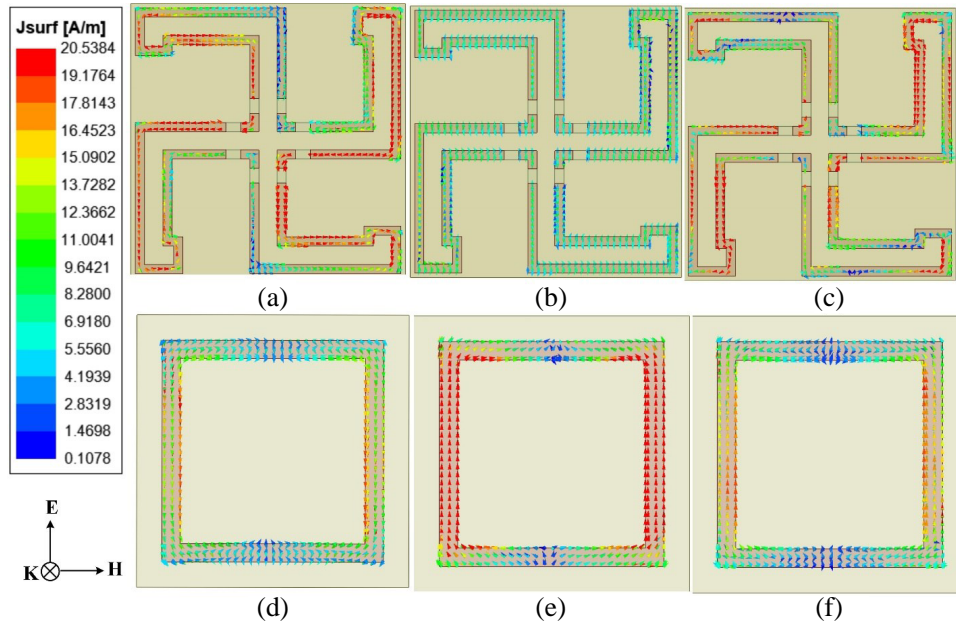 Jsurf [A/m]
20.5384
19.1764
17.8143
16.4523
15.0902
13.7282
12.3662
11.0041
9.6421
8.2800
6.9180
5.5560
4.1939
2.8319
1.4698
0.1078
(a)
(b)
(c)
E
K
H
(d)
(e)
(f)